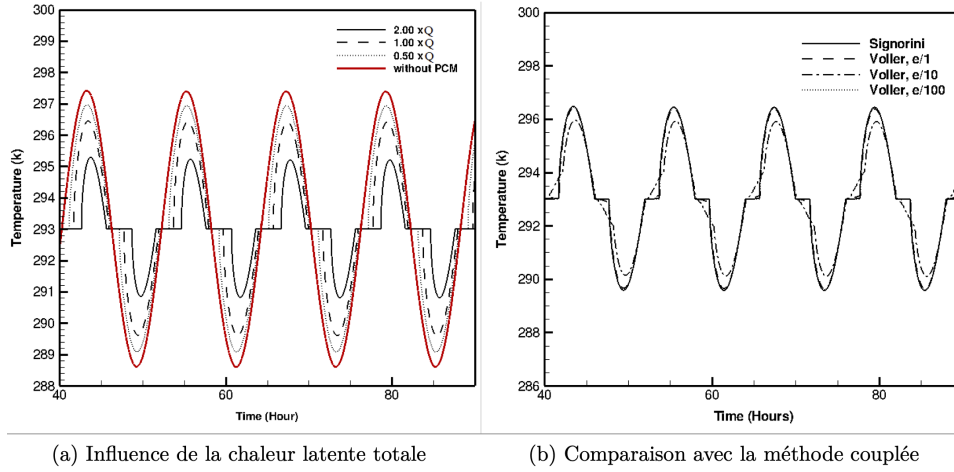 300
299
298
297
296
295
294
293
292
291
290
289
288
40
60
80
Temperature (k)
Time (Hour)
2.00 xQ
1.00 xQ
0.50 xQ
without PCM
300
298
296
294
292
290
288
286
40
60
80
Temperature (k)
Time (Hours)
Signorini
Voller, e/1
Voller, e/10
Voller, e/100
(a) Influence de la chaleur latente totale
(b) Comparaison avec la méthode couplée